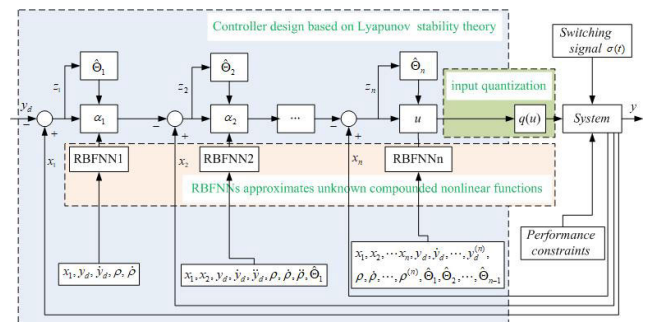 Controller design based on Lyapunov stability theory
Switching
signal σ(t)
z₁
Θ̂₁
z₂
Θ̂₂
zₙ
Θ̂ₙ
input quantization
y_d
−
+
α₁
−
+
α₂
...
−
+
u
q(u)
System
y
x₁
RBFNN1
x₂
RBFNN2
xₙ
RBFNNn
RBFNNs approximates unknown compounded nonlinear functions
Performance
constraints
x₁, y_d, ẏ_d, ρ, ρ̇
x₁, x₂, y_d, ẏ_d, ÿ_d, ρ, ρ̇, ρ̈, Θ̂₁
x₁, x₂, ⋯ xₙ, y_d, ẏ_d, ⋯, y_d⁽ⁿ⁾,
ρ, ρ̇, ⋯, ρ⁽ⁿ⁾, Θ̂₁, Θ̂₂, ⋯, Θ̂ₙ₋₁